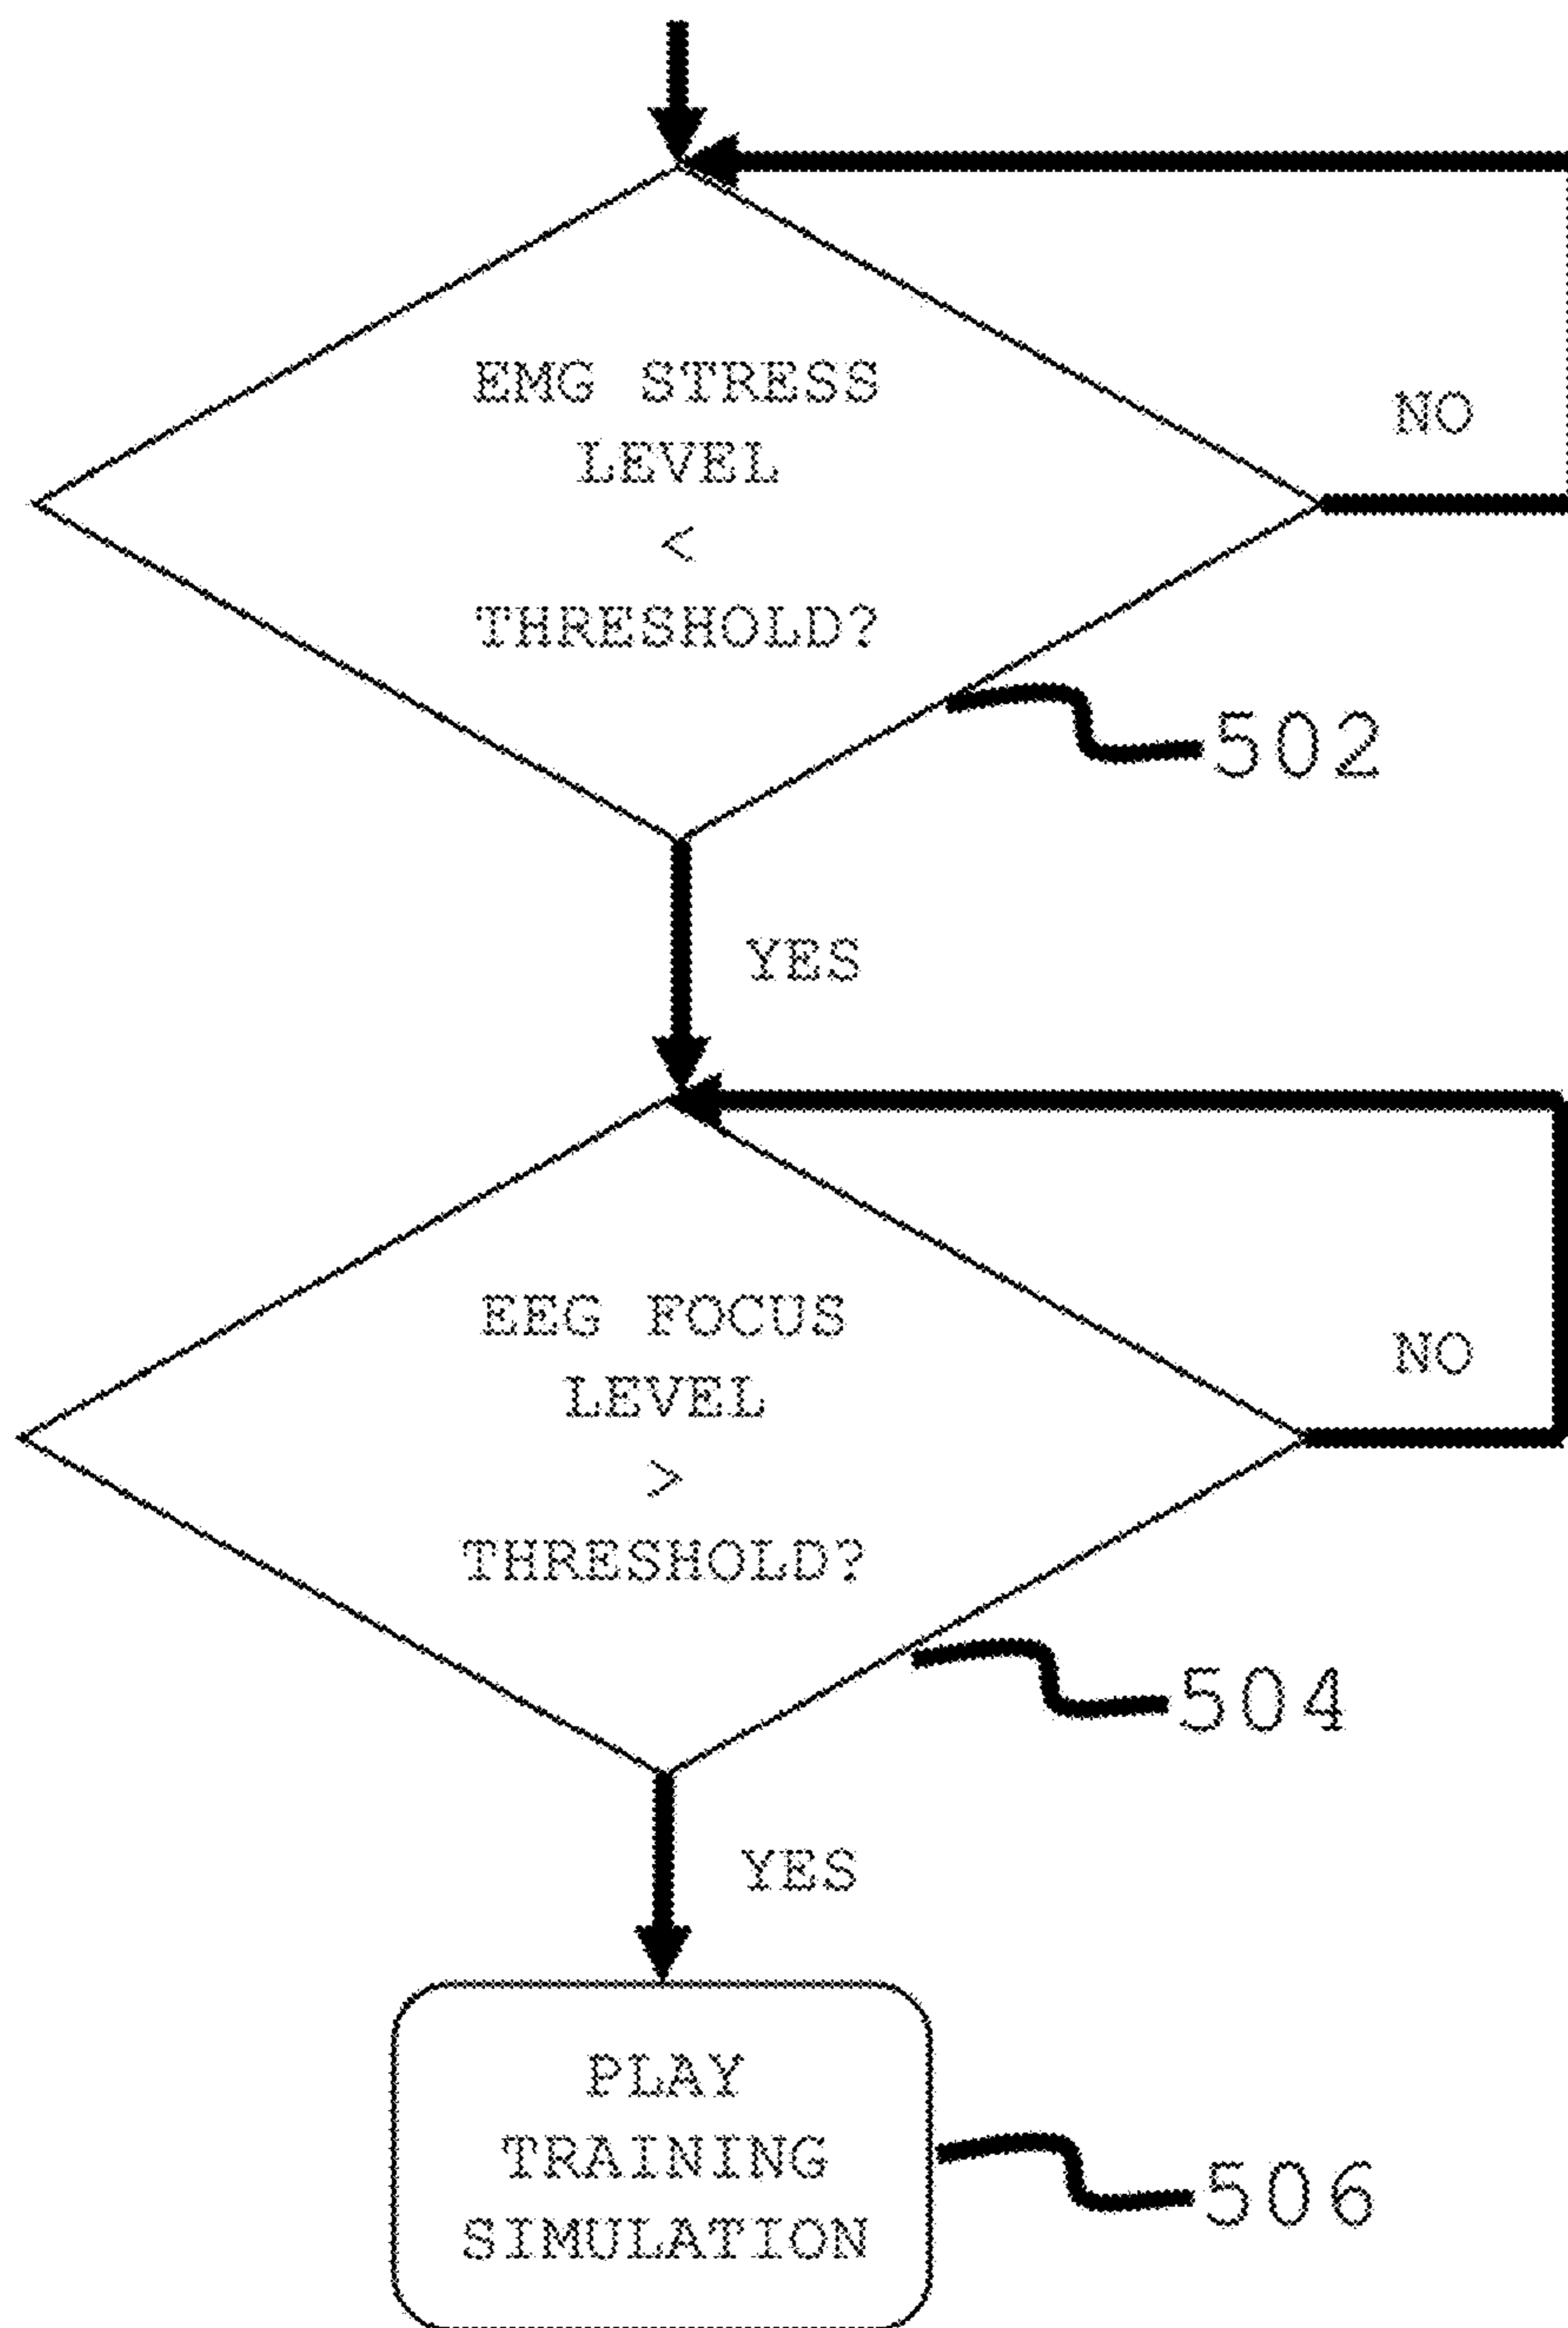 EMG STRESS
LEVEL
<
THRESHOLD?
NO
502
YES
EEG FOCUS
LEVEL
>
THRESHOLD?
NO
504
YES
PLAY
TRAINING
SIMULATION
506